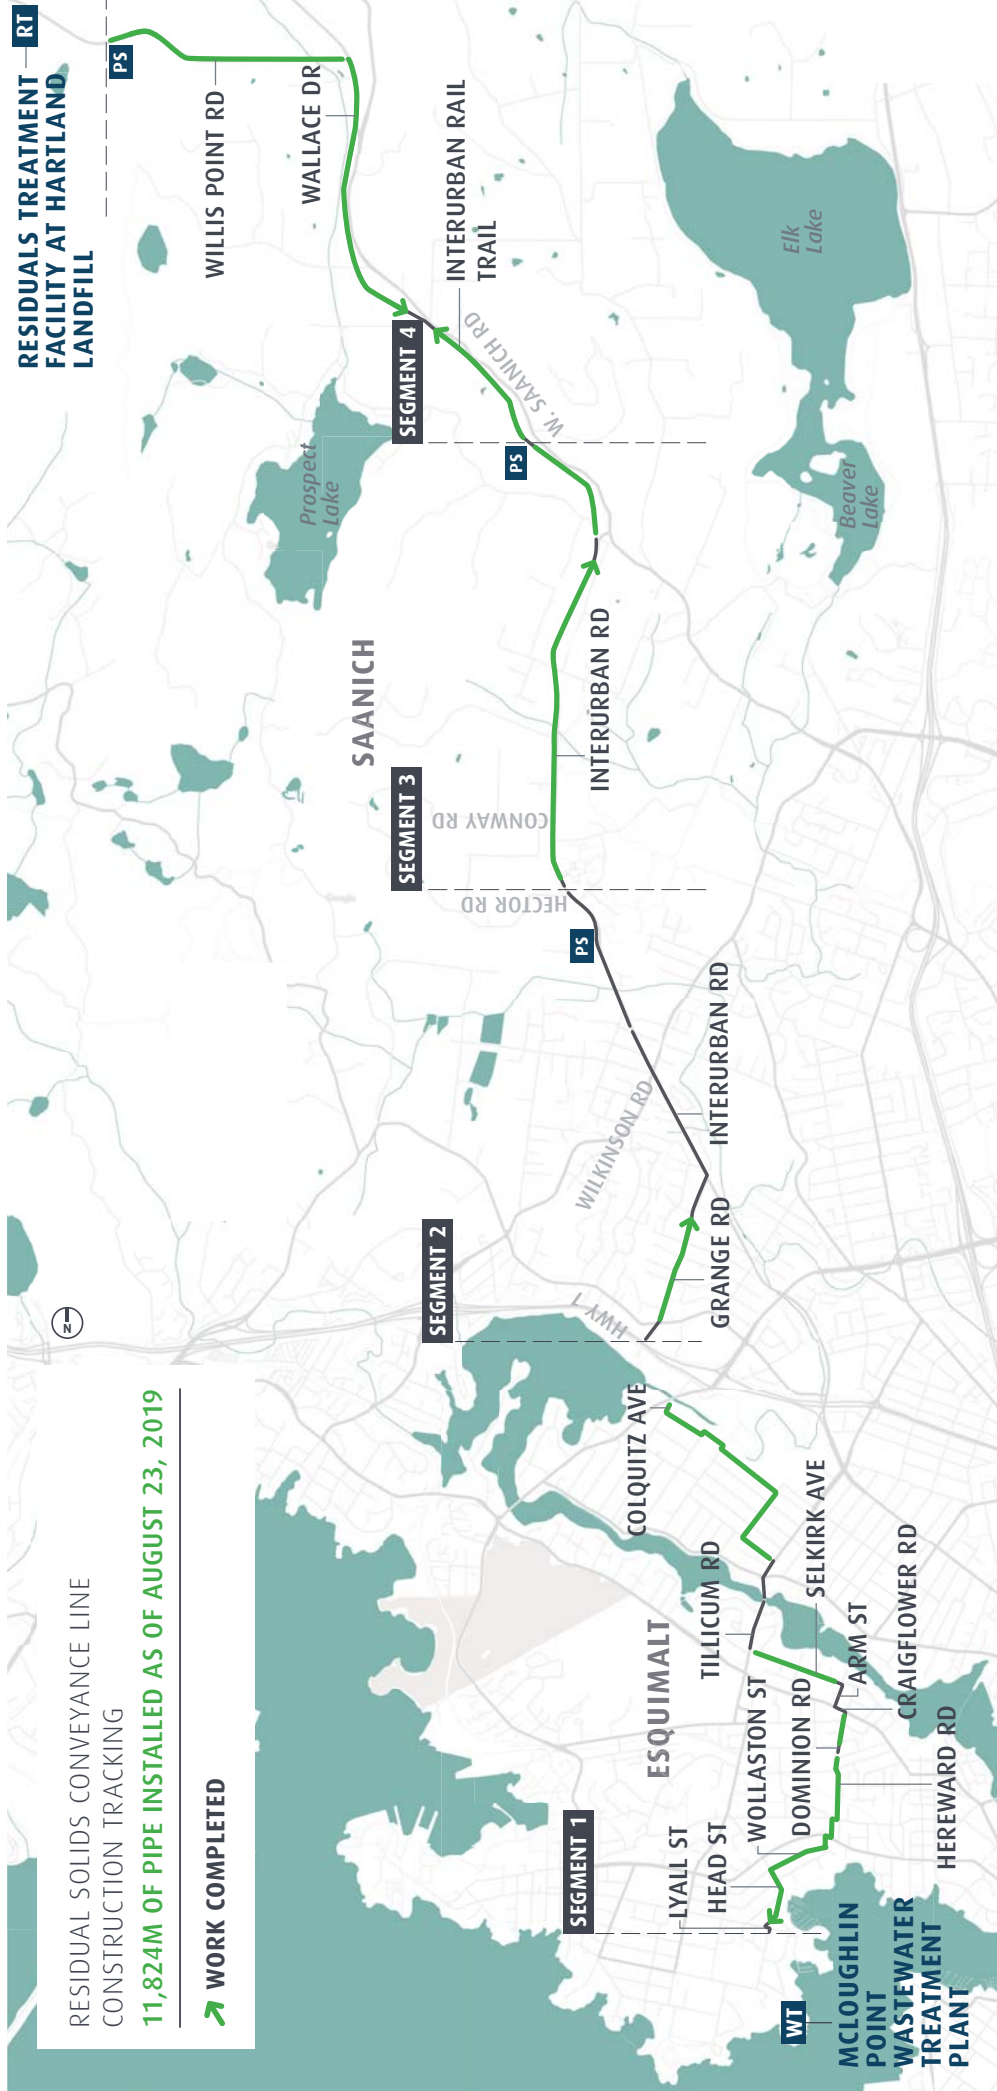 RESIDUAL SOLIDS CONVEYANCE LINE
CONSTRUCTION TRACKING
11,824M OF PIPE INSTALLED AS OF AUGUST 23, 2019
WORK COMPLETED
N
WT
MCLOUGHLIN
POINT
WASTEWATER
TREATMENT
PLANT
SEGMENT 1
LYALL ST
HEAD ST
WOLLASTON ST
DOMINION RD
HEREWARD RD
CRAIGFLOWER RD
ARM ST
SELKIRK AVE
TILLICUM RD
COLQUITZ AVE
ESQUIMALT
SEGMENT 2
HWY 1
GRANGE RD
WILKINSON RD
INTERURBAN RD
PS
HECTOR RD
SEGMENT 3
CONWAY RD
INTERURBAN RD
SAANICH
Prospect
Lake
Beaver
Lake
Elk
Lake
PS
SEGMENT 4
W. SAANICH RD
INTERURBAN RAIL
TRAIL
WALLACE DR
WILLIS POINT RD
PS
RESIDUALS TREATMENT
FACILITY AT HARTLAND
LANDFILL
RT